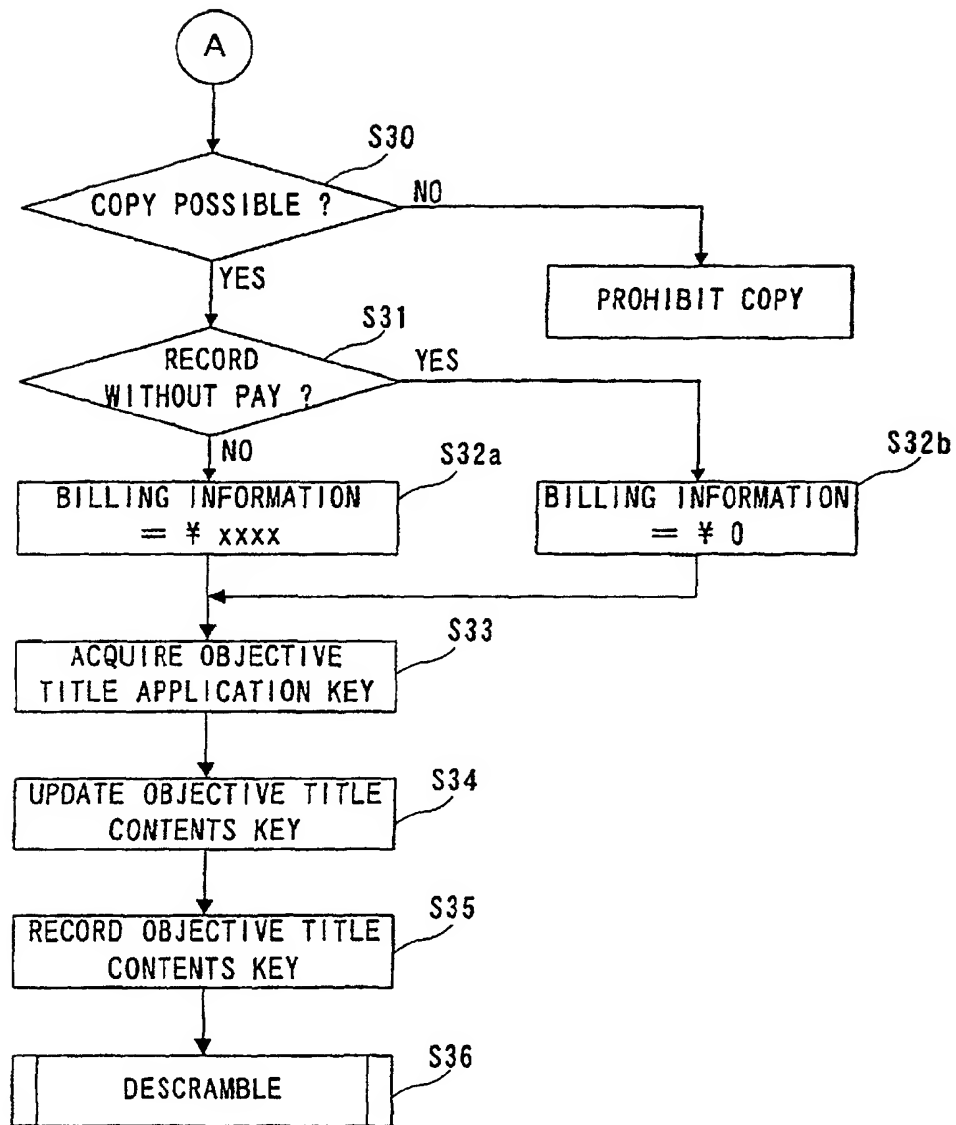 A
S30
COPY POSSIBLE ?
NO
YES
PROHIBIT COPY
S31
RECORD
WITHOUT PAY ?
YES
NO
S32a
S32b
BILLING INFORMATION
= ¥ xxxx
BILLING INFORMATION
= ¥ 0
S33
ACQUIRE OBJECTIVE
TITLE APPLICATION KEY
S34
UPDATE OBJECTIVE TITLE
CONTENTS KEY
S35
RECORD OBJECTIVE TITLE
CONTENTS KEY
S36
DESCRAMBLE